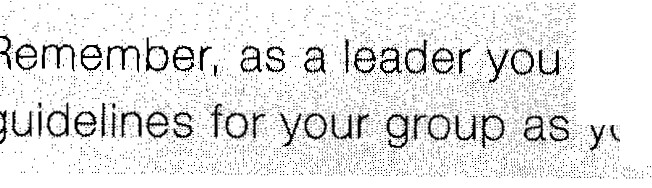 Remember, as a leader you
guidelines for your group as